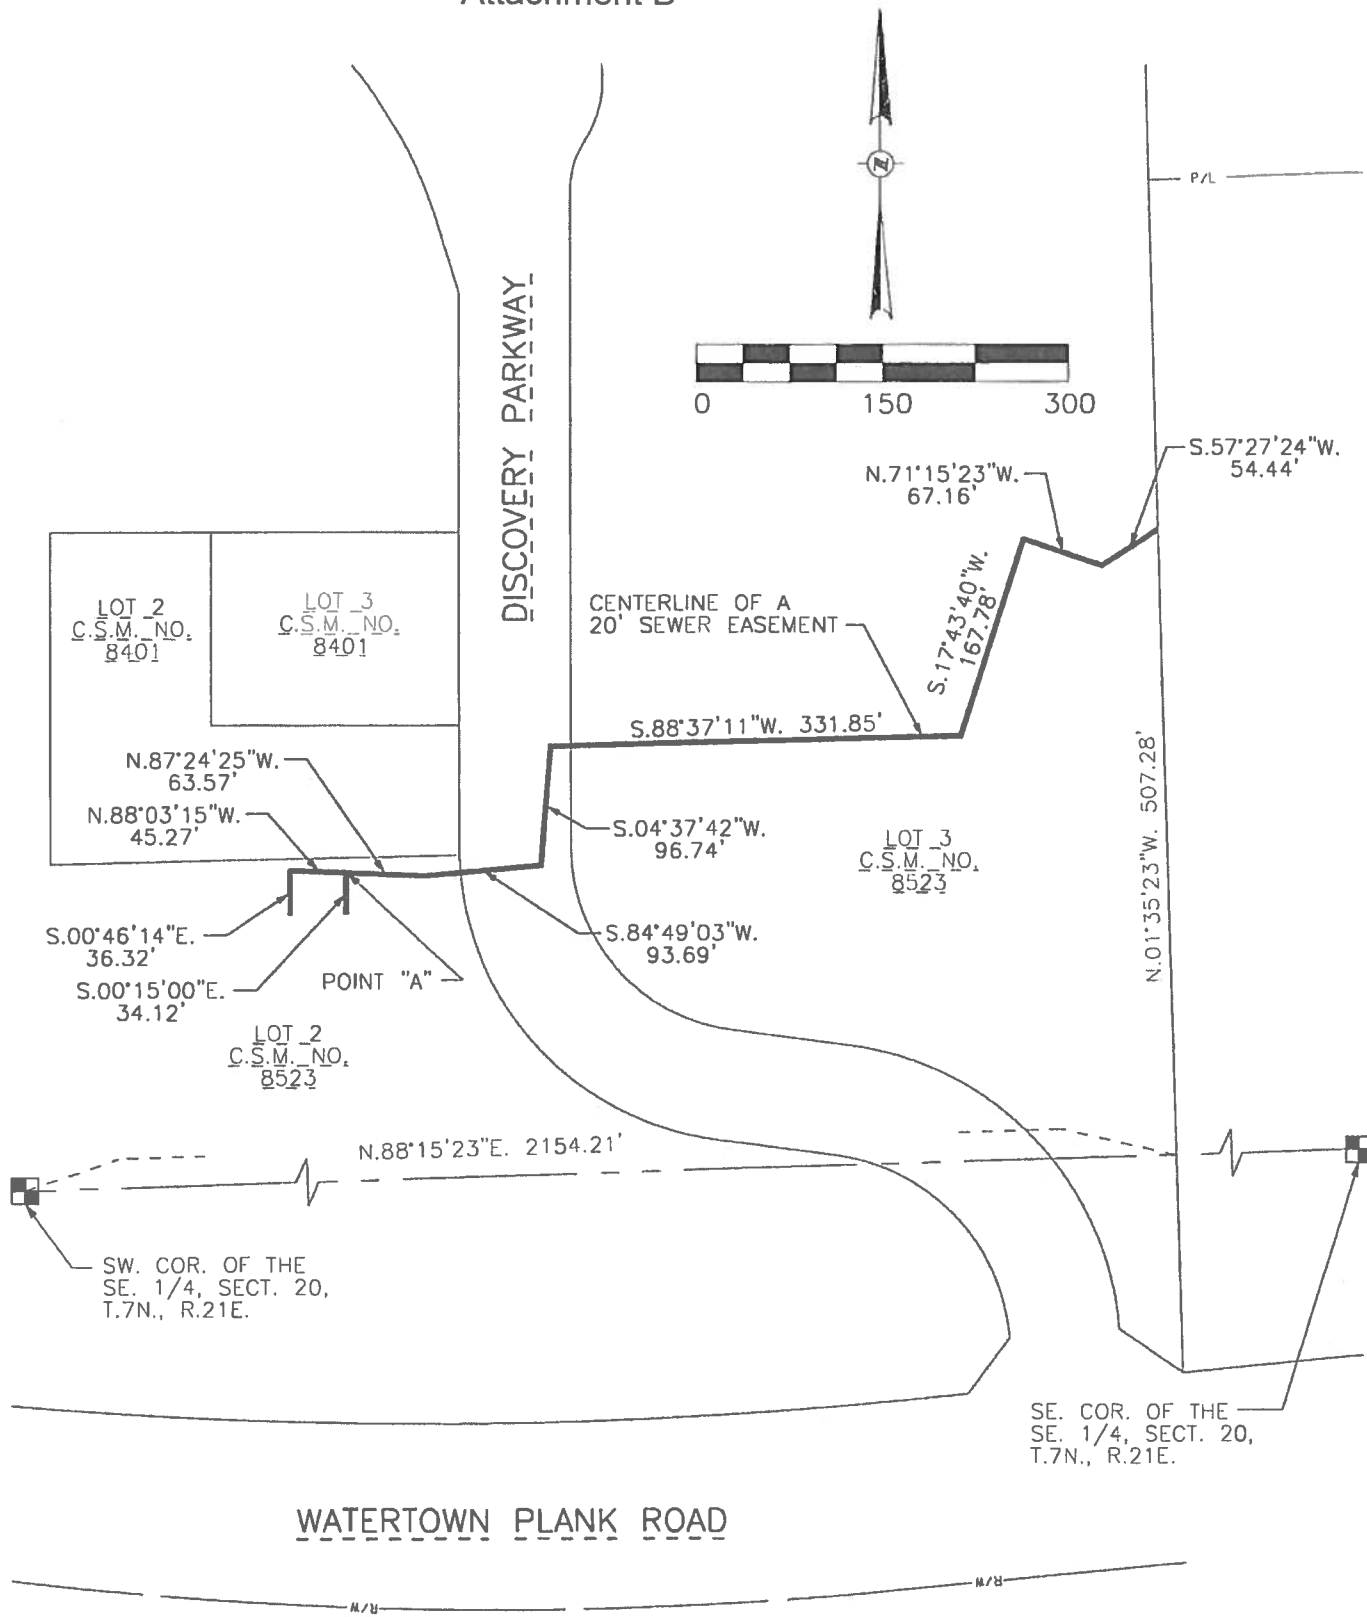 Attachment B
P/L
DISCOVERY PARKWAY
0 150 300
S.57°27'24"W.
54.44'
N.71°15'23"W.
67.16'
S.17°43'40"W.
167.78'
CENTERLINE OF A
20' SEWER EASEMENT
LOT 2
C.S.M. NO.
8401
LOT 3
C.S.M. NO.
8401
S.88°37'11"W. 331.85'
N.87°24'25"W.
63.57'
N.88°03'15"W.
45.27'
S.04°37'42"W.
96.74'
LOT 3
C.S.M. NO.
8523
N.01°35'23"W. 507.28'
S.84°49'03"W.
93.69'
S.00°46'14"E.
36.32'
S.00°15'00"E.
34.12'
POINT "A"
LOT 2
C.S.M. NO.
8523
N.88°15'23"E. 2154.21'
SW. COR. OF THE
SE. 1/4, SECT. 20,
T.7N., R.21E.
SE. COR. OF THE
SE. 1/4, SECT. 20,
T.7N., R.21E.
WATERTOWN PLANK ROAD
R/W
R/W